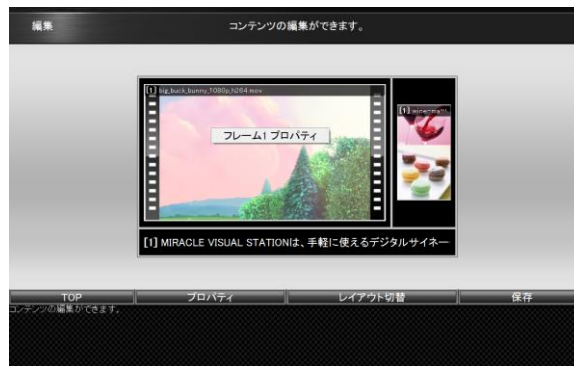 編集
コンテンツの編集ができます。
[1] big_buck_bunny_1080p_h264.mov
[1]
フレーム1 プロパティ
[1] MIRACLE VISUAL STATIONは、手軽に使えるデジタルサイネー
TOP
プロパティ
レイアウト切替
保存
コンテンツの編集ができます。